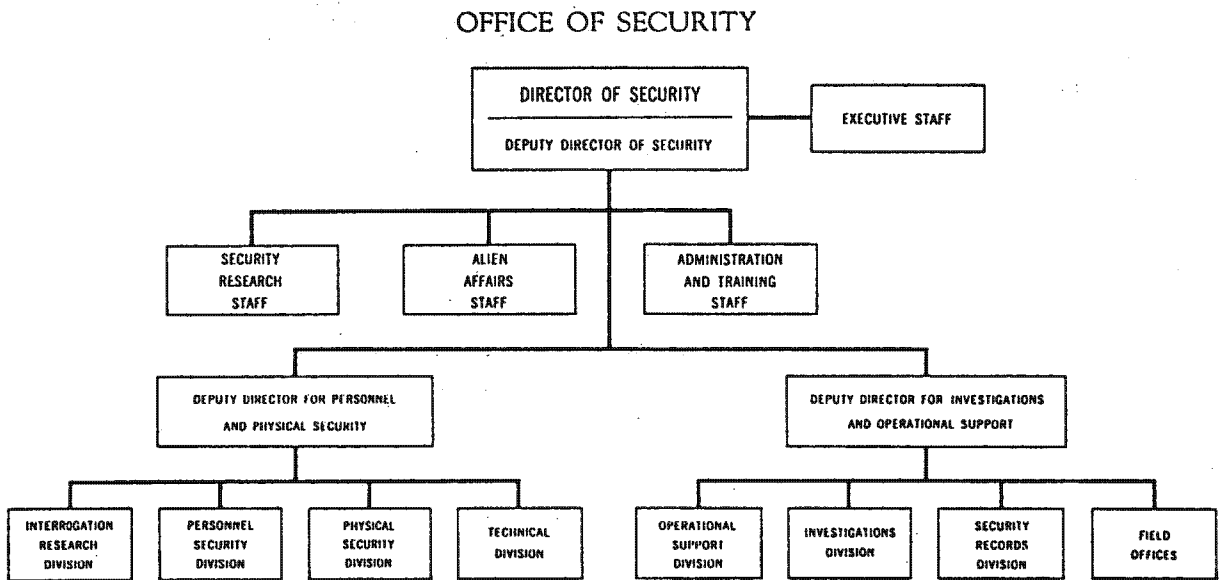 OFFICE OF SECURITY
DIRECTOR OF SECURITY
DEPUTY DIRECTOR OF SECURITY
EXECUTIVE STAFF
SECURITY
RESEARCH
STAFF
ALIEN
AFFAIRS
STAFF
ADMINISTRATION
AND TRAINING
STAFF
DEPUTY DIRECTOR FOR PERSONNEL
AND PHYSICAL SECURITY
DEPUTY DIRECTOR FOR INVESTIGATIONS
AND OPERATIONAL SUPPORT
INTERROGATION
RESEARCH
DIVISION
PERSONNEL
SECURITY
DIVISION
PHYSICAL
SECURITY
DIVISION
TECHNICAL
DIVISION
OPERATIONAL
SUPPORT
DIVISION
INVESTIGATIONS
DIVISION
SECURITY
RECORDS
DIVISION
FIELD
OFFICES